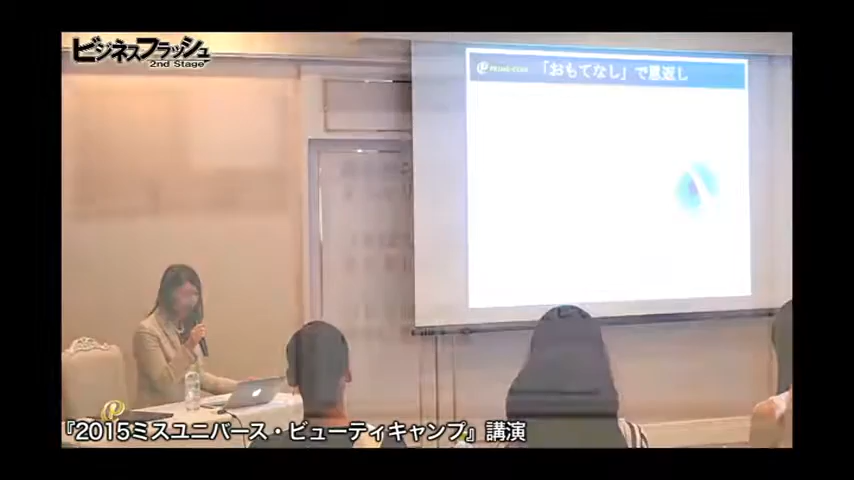 ビジネスフラッシュ
2nd Stage
PRIME-STAR 「おもてなし」で恩返し
『2015ミスユニバース・ビューティキャンプ』講演